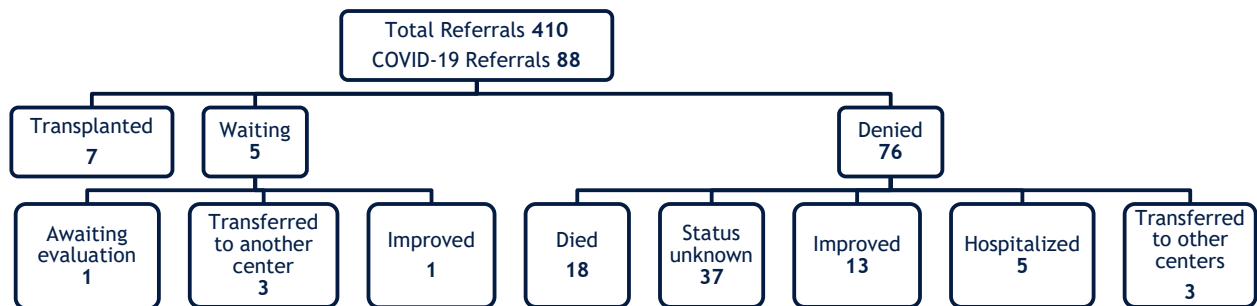 Total Referrals 410
COVID-19 Referrals 88
Transplanted
7
Waiting
5
Denied
76
Awaiting
evaluation
1
Transferred
to another
center
3
Improved
1
Died
18
Status
unknown
37
Improved
13
Hospitalized
5
Transferred
to other
centers
3